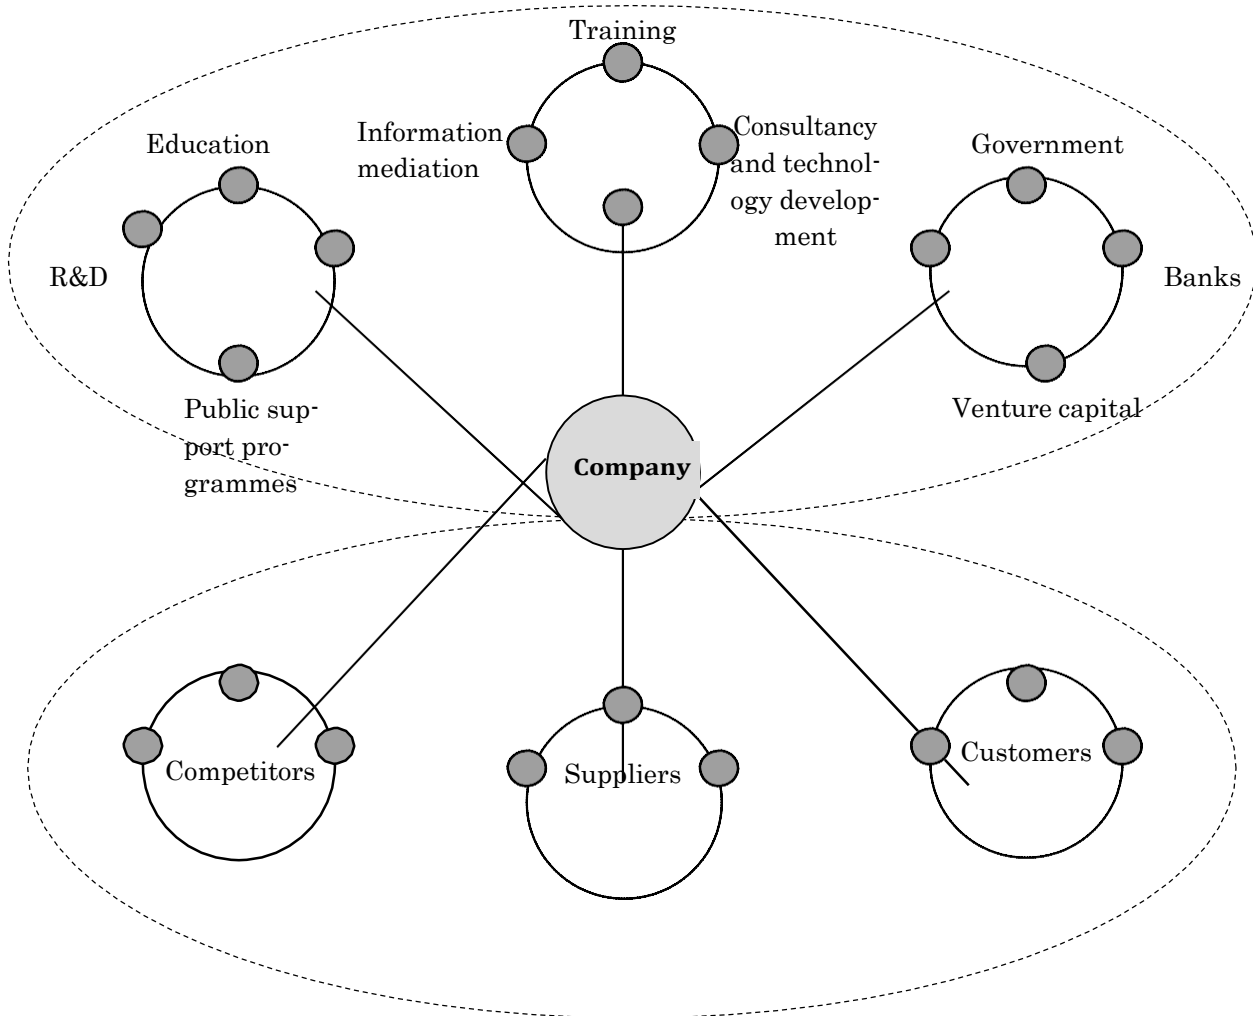 Training
Information
mediation
Consultancy
and technol-
ogy develop-
ment
Education
Government
R&D
Banks
Public sup-
port pro-
grammes
Venture capital
Company
Competitors
Suppliers
Customers